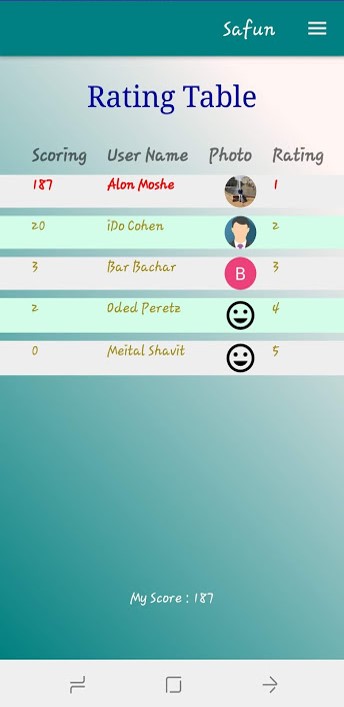 Safun
Rating Table
Scoring User Name Photo Rating
187 Alon Moshe 1
20 iDo Cohen 2
3 Bar Bachar B 3
2 Oded Peretz 4
0 Meital Shavit 5
My Score : 187